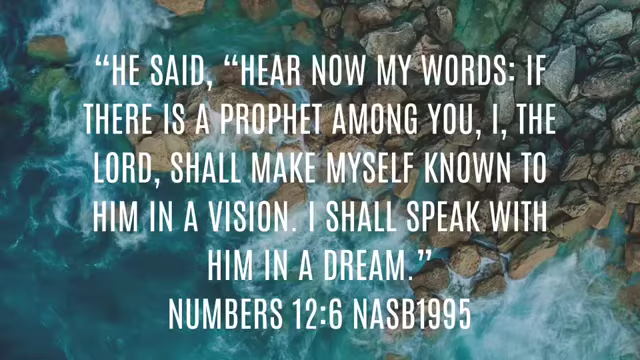 “HE SAID, “HEAR NOW MY WORDS: IF
THERE IS A PROPHET AMONG YOU, I, THE
LORD, SHALL MAKE MYSELF KNOWN TO
HIM IN A VISION. I SHALL SPEAK WITH
HIM IN A DREAM.”
NUMBERS 12:6 NASB1995